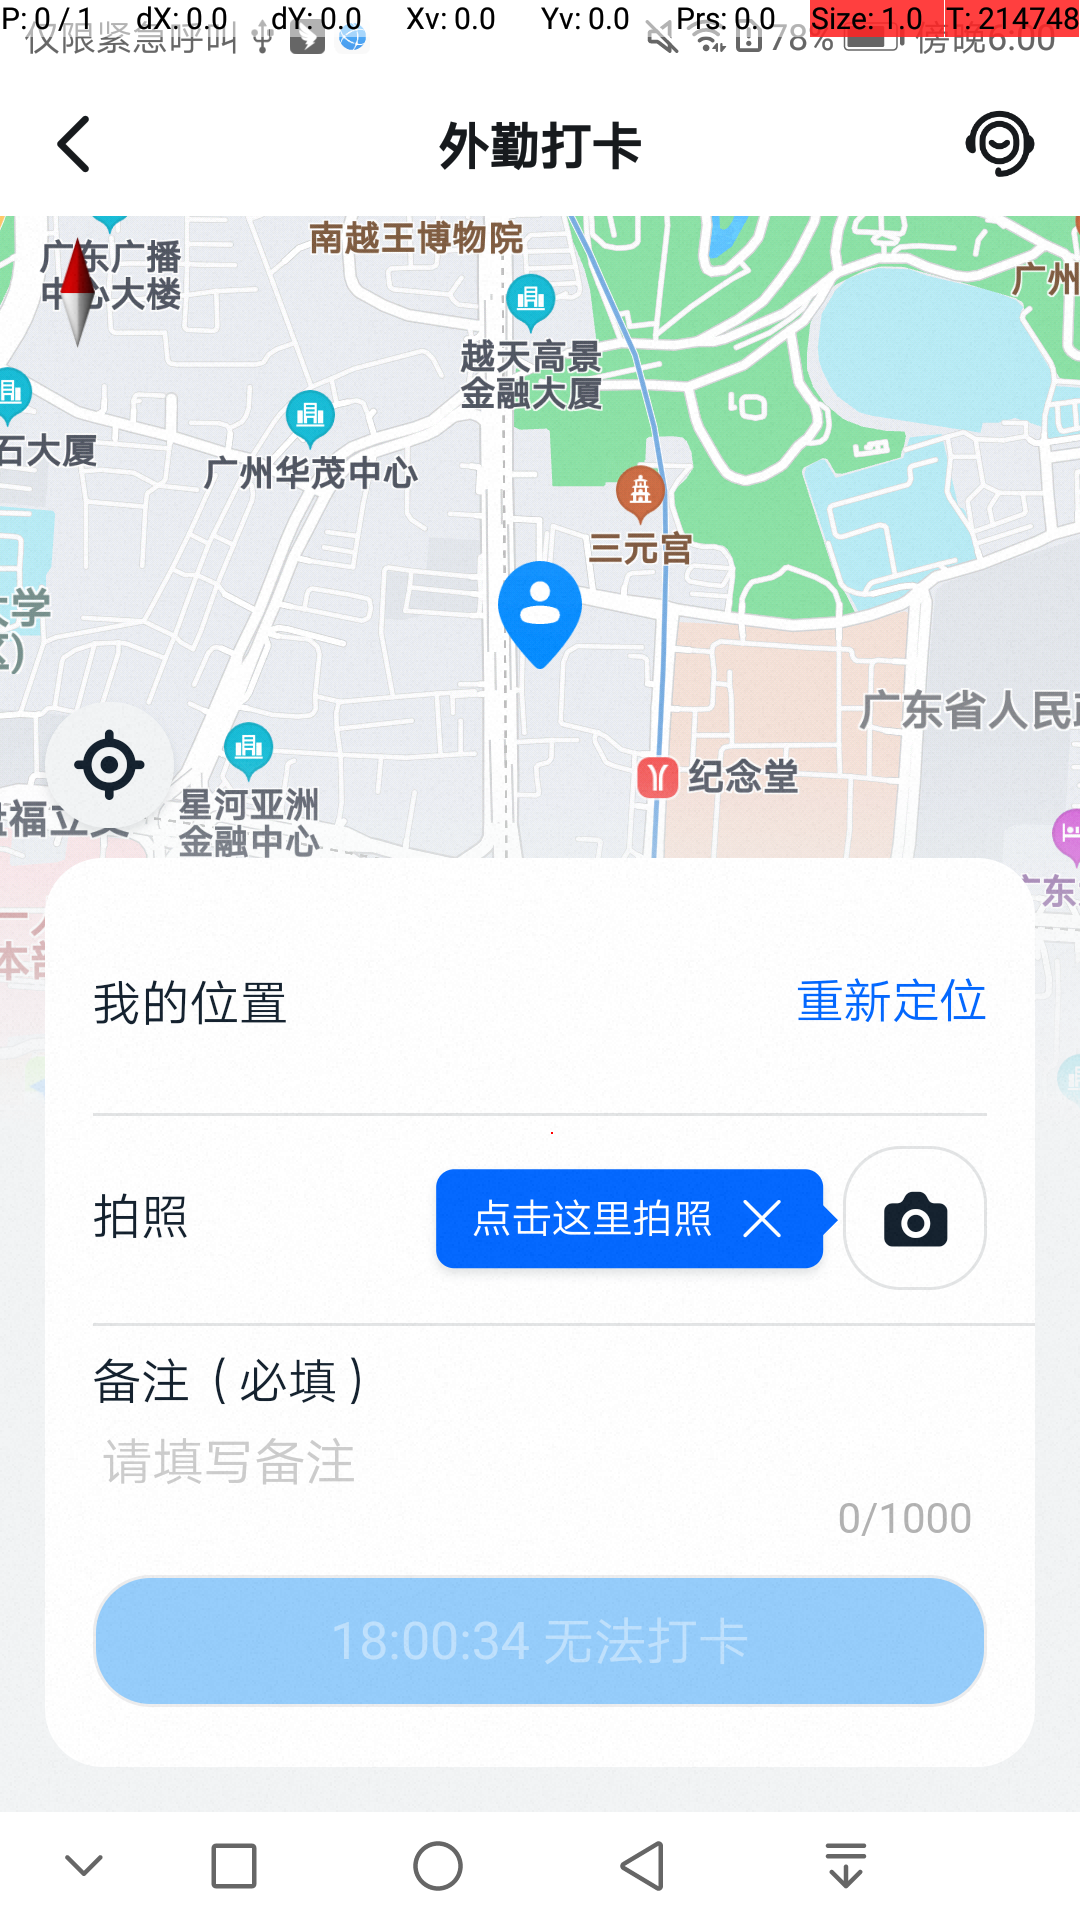 P: 0 / 1 dX: 0.0 dY: 0.0 Xv: 0.0 Yv: 0.0 Prs: 0.0 Size: 1.0 T: 214748
仅限紧急呼叫 78% 傍晚6:00
外勤打卡
南越王博物院
广东广播
中心大楼
广州
越天高景
金融大厦
石大厦
广州华茂中心
三元宫
大学
区)
广东省人民政
纪念堂
星河亚洲
金融中心
广东
本部
我的位置 重新定位
拍照 点击这里拍照
备注（必填）
请填写备注
0/1000
18:00:34 无法打卡